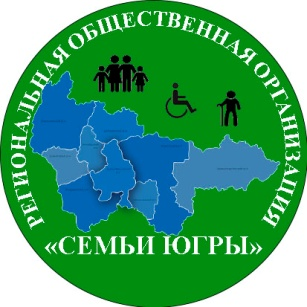 РЕГИОНАЛЬНАЯ ОБЩЕСТВЕННАЯ ОРГАНИЗАЦИЯ
«СЕМЬИ ЮГРЫ»